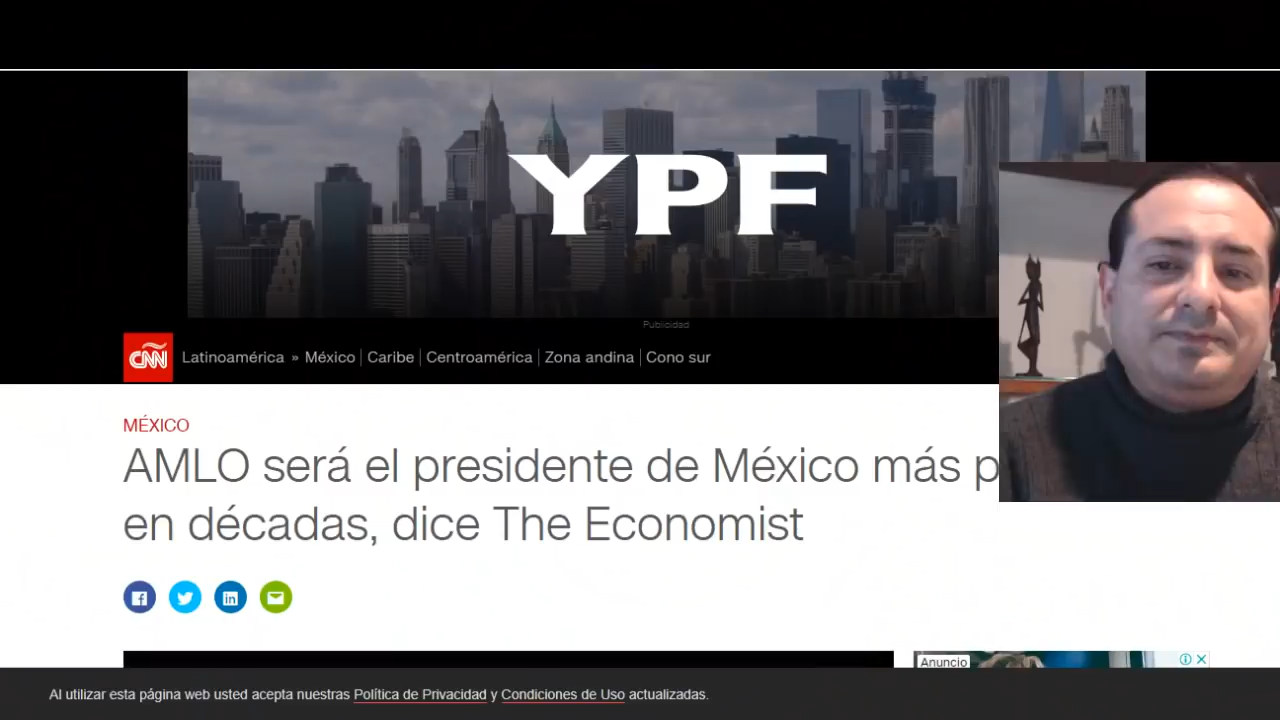 YPF
Publicidad
CNN
Latinoamérica » México | Caribe | Centroamérica | Zona andina | Cono sur
MÉXICO
AMLO será el presidente de México más p
en décadas, dice The Economist
Anuncio
Al utilizar esta página web usted acepta nuestras Política de Privacidad y Condiciones de Uso actualizadas.